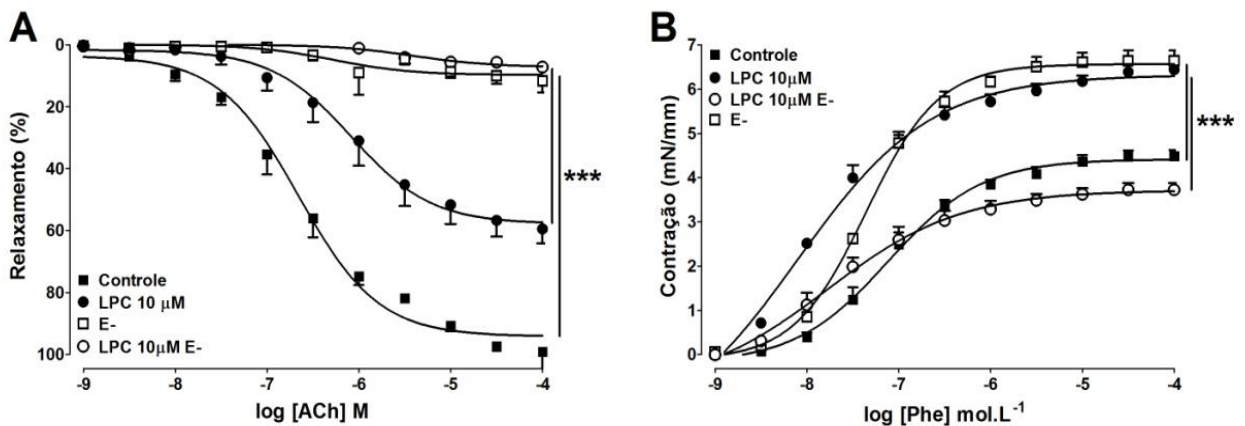 A
0
20
40
60
80
100
Relaxamento (%)
Controle
LPC 10 μM
E-
LPC 10μM E-
***
-9 -8 -7 -6 -5 -4
log [ACh] M
B
7
6
5
4
3
2
1
0
Contração (mN/mm)
Controle
LPC 10μM
LPC 10μM E-
E-
***
-9 -8 -7 -6 -5 -4
log [Phe] mol.L⁻¹